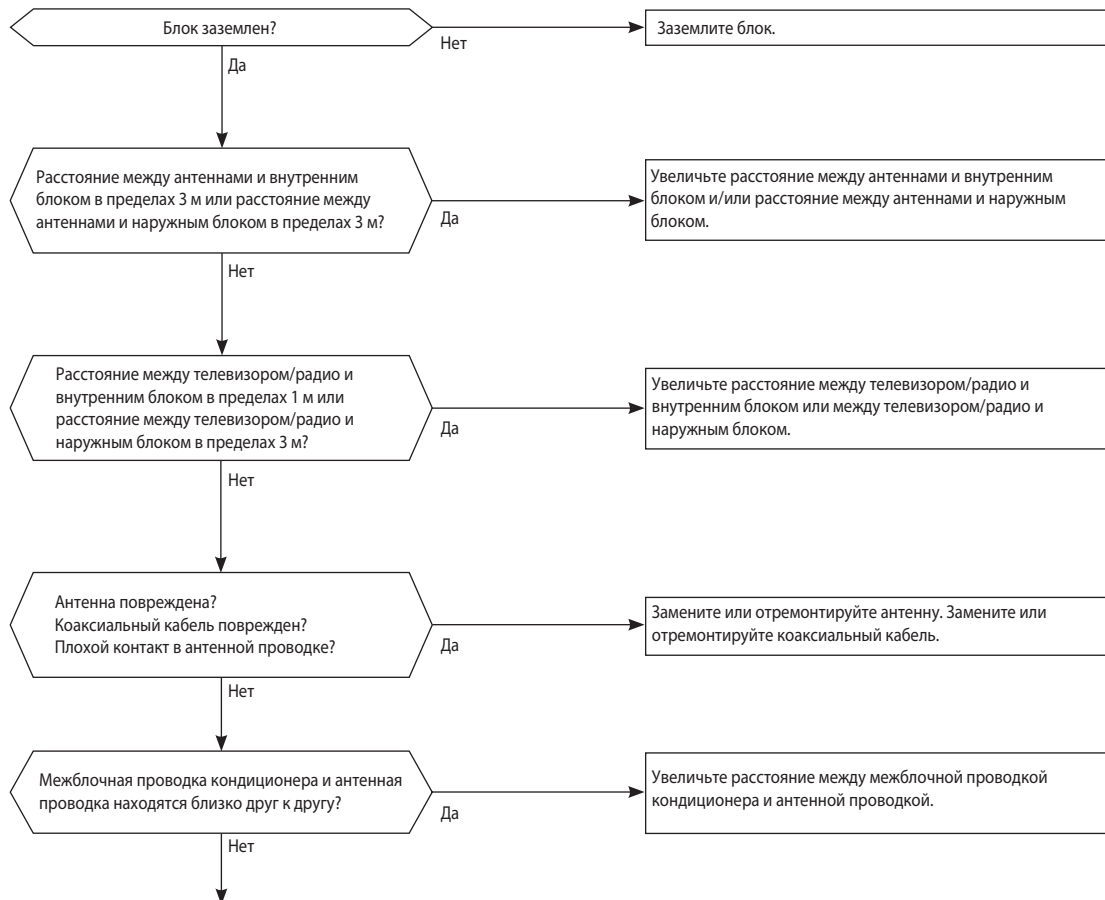 Блок заземлен?
Нет
Заземлите блок.
Да
Расстояние между антеннами и внутренним
блоком в пределах 3 м или расстояние между
антеннами и наружным блоком в пределах 3 м?
Да
Увеличьте расстояние между антеннами и внутренним
блоком и/или расстояние между антеннами и наружным
блоком.
Нет
Расстояние между телевизором/радио и
внутренним блоком в пределах 1 м или
расстояние между телевизором/радио и
наружным блоком в пределах 3 м?
Да
Увеличьте расстояние между телевизором/радио и
внутренним блоком или между телевизором/радио и
наружным блоком.
Нет
Антенна повреждена?
Коаксиальный кабель поврежден?
Плохой контакт в антенной проводке?
Да
Замените или отремонтируйте антенну. Замените или
отремонтируйте коаксиальный кабель.
Нет
Межблочная проводка кондиционера и антенная
проводка находятся близко друг к другу?
Да
Увеличьте расстояние между межблочной проводкой
кондиционера и антенной проводкой.
Нет